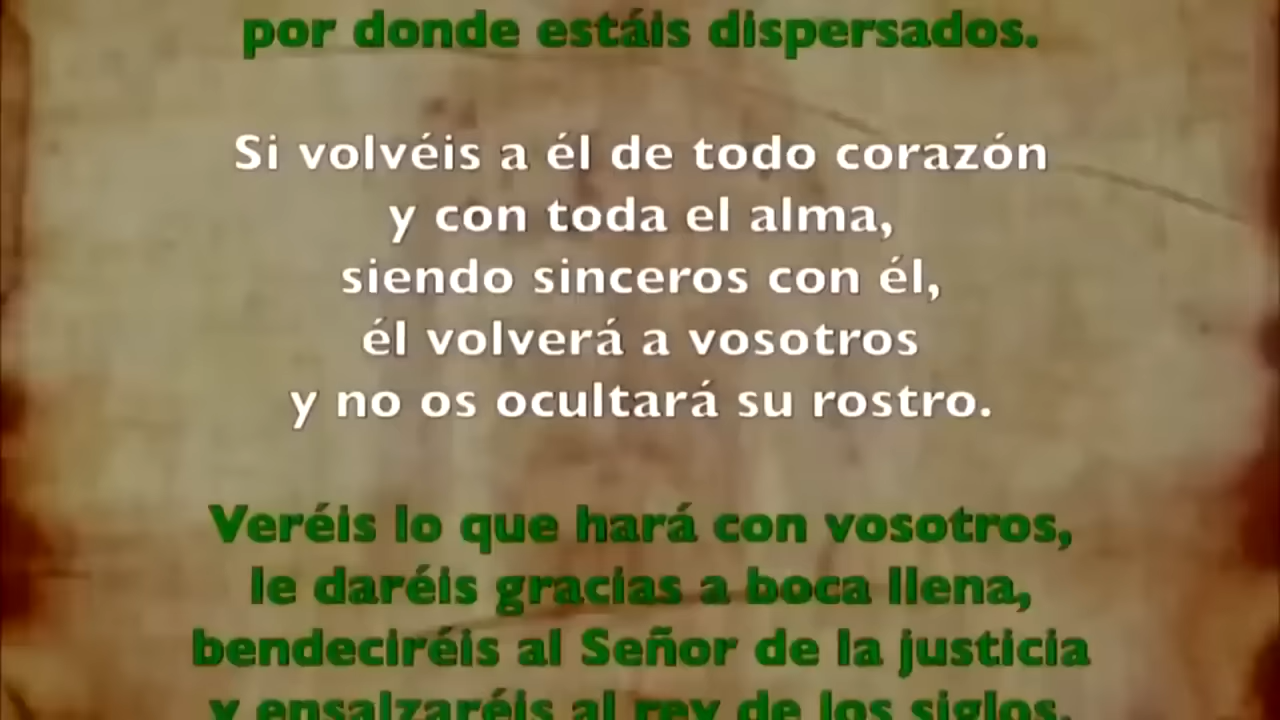 por donde estáis dispersados.
Si volvéis a él de todo corazón
y con toda el alma,
siendo sinceros con él,
él volverá a vosotros
y no os ocultará su rostro.
Veréis lo que hará con vosotros,
le daréis gracias a boca llena,
bendeciréis al Señor de la justicia
y ensalzaréis al rey de los siglos.